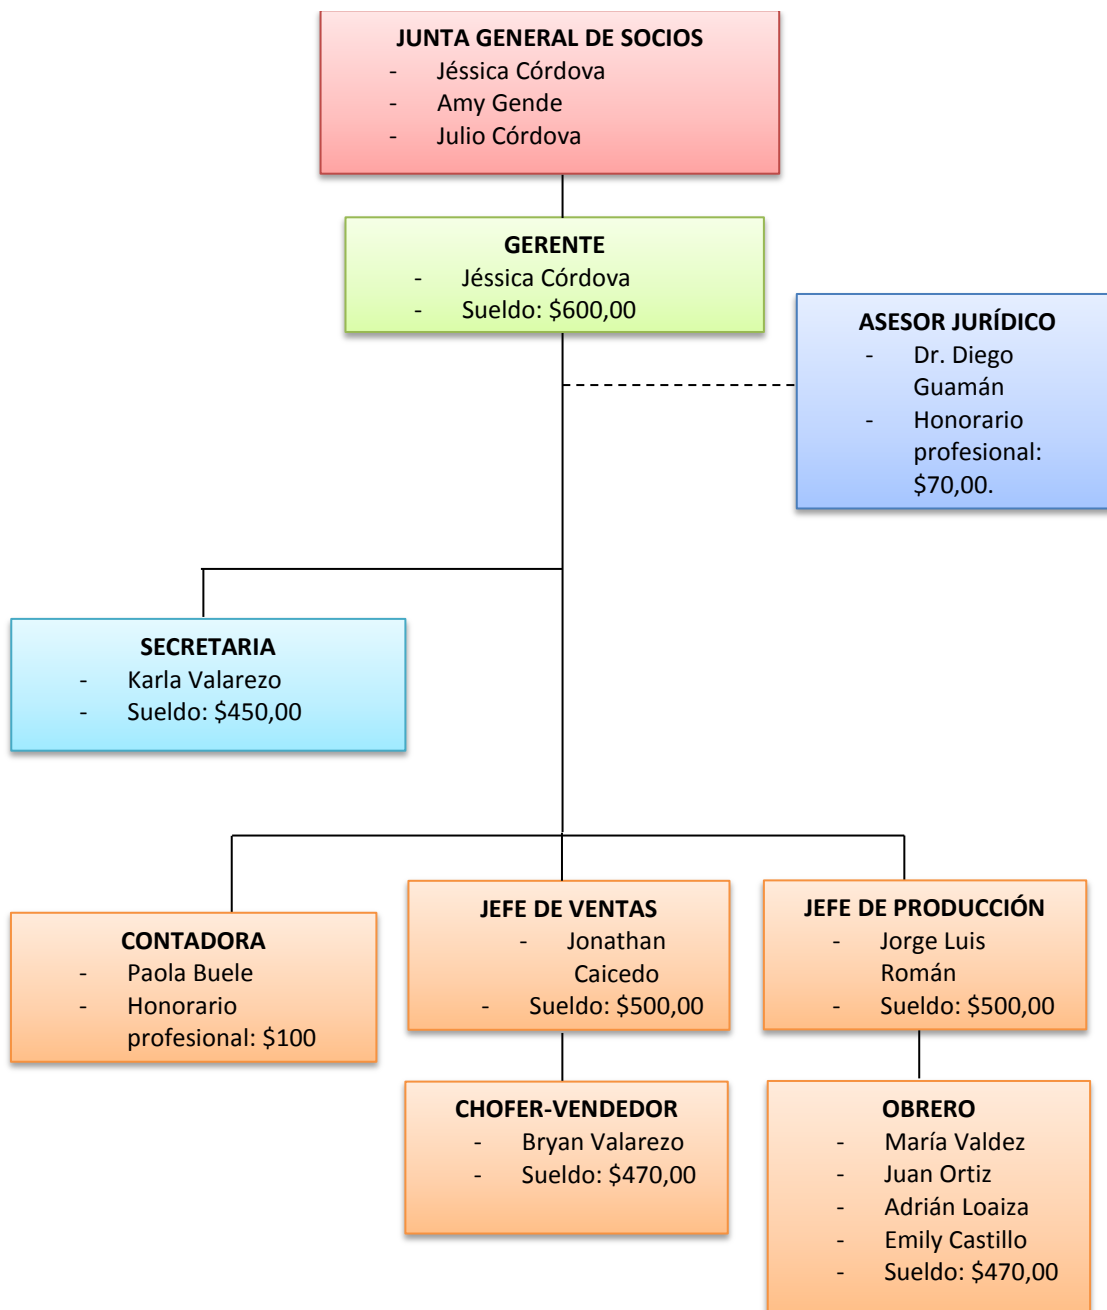 JUNTA GENERAL DE SOCIOS
- Jéssica Córdova
- Amy Gende
- Julio Córdova
GERENTE
- Jéssica Córdova
- Sueldo: $600,00
ASESOR JURÍDICO
- Dr. Diego
Guamán
- Honorario
profesional:
$70,00.
SECRETARIA
- Karla Valarezo
- Sueldo: $450,00
CONTADORA
- Paola Buele
- Honorario
profesional: $100
JEFE DE VENTAS
- Jonathan
Caicedo
- Sueldo: $500,00
JEFE DE PRODUCCIÓN
- Jorge Luis
Román
- Sueldo: $500,00
CHOFER-VENDEDOR
- Bryan Valarezo
- Sueldo: $470,00
OBRERO
- María Valdez
- Juan Ortiz
- Adrián Loaiza
- Emily Castillo
- Sueldo: $470,00